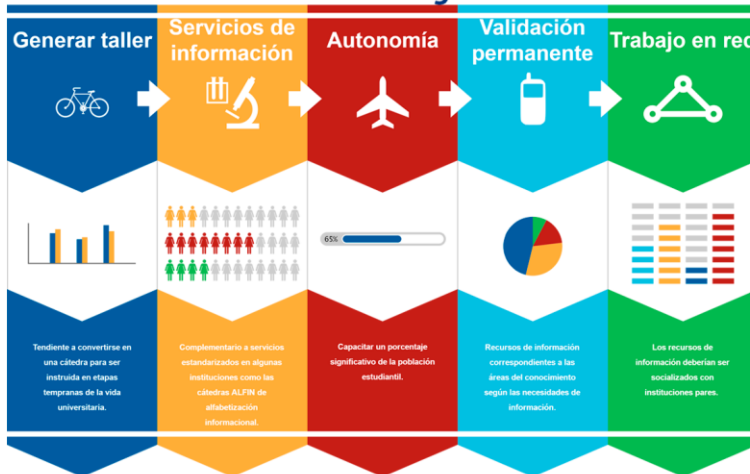 Generar taller
Servicios de
información
Autonomía
Validación
permanente
Trabajo en red
65%
Tendiente a convertirse en
una cátedra para ser
instruida en etapas
tempranas de la vida
universitaria.
Complementario a servicios
estandarizados en algunas
instituciones como las
cátedras ALFIN de
alfabetización
informacional.
Capacitar un porcentaje
significativo de la población
estudiantil.
Recursos de información
correspondientes a las
áreas del conocimiento
según las necesidades de
información.
Los recursos de
información deberían ser
socializados con
instituciones pares.